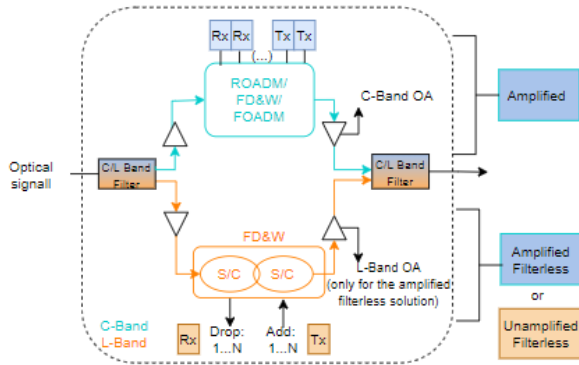 Rx Rx Tx Tx
(...)
ROADM/
FD&W/
FOADM
C-Band OA
Amplified
Optical
signall
C/L Band
Filter
C/L Band
Filter
FD&W
S/C S/C
L-Band OA
(only for the amplified
filterless solution)
Amplified
Filterless
or
Unamplified
Filterless
C-Band
L-Band
Rx
Drop:
1...N
Add:
1...N
Tx